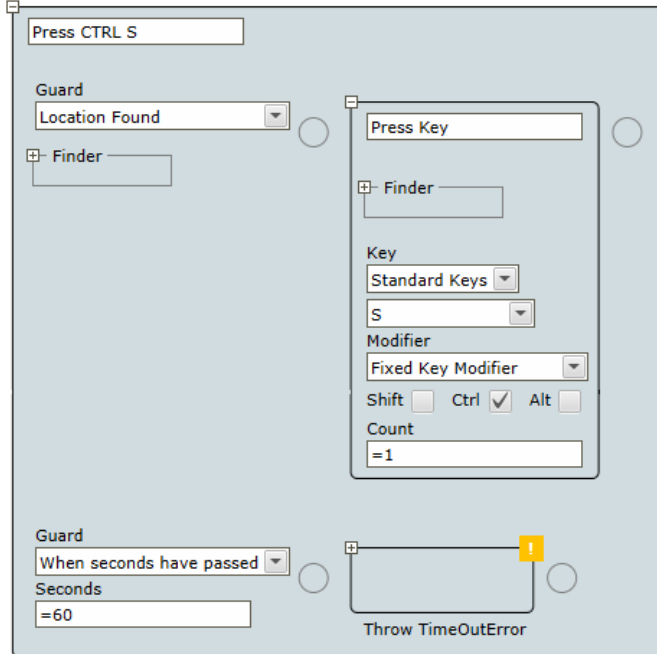 Press CTRL S
Guard
Location Found
Finder
Press Key
Finder
Key
Standard Keys
S
Modifier
Fixed Key Modifier
Shift Ctrl Alt
Count
=1
Guard
When seconds have passed
Seconds
=60
!
Throw TimeOutError